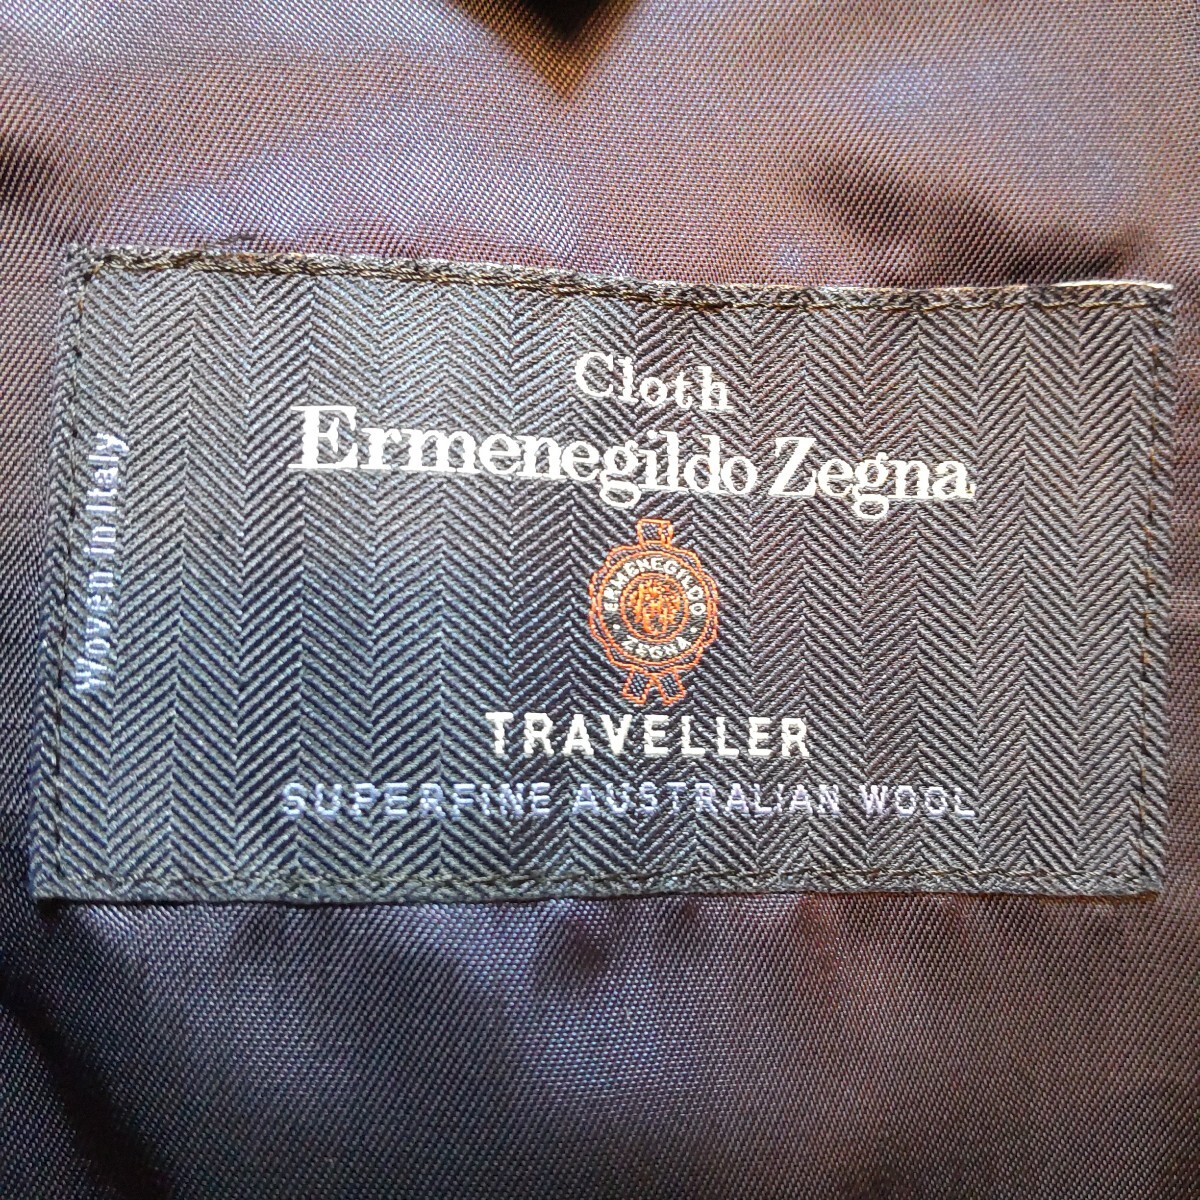 Cloth
Ermenegildo Zegna
ERMENEGILDO
ZEGNA
TRAVELLER
SUPERFINE AUSTRALIAN WOOL
Woven in Italy